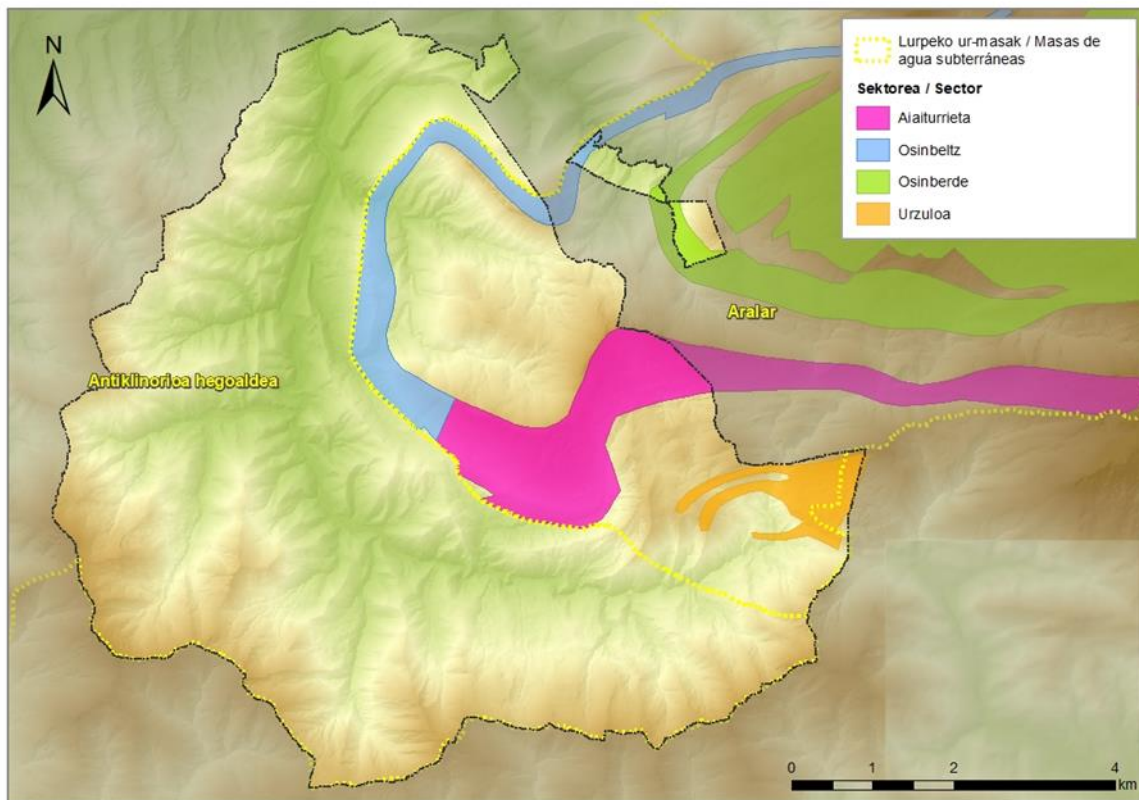 N
Lurpeko ur-masak / Masas de
agua subterráneas
Sektorea / Sector
Aiaiturrieta
Osinbeltz
Osinberde
Urzuloa
Aralar
Antiklinorioa hegoaldea
0 1 2 4
km